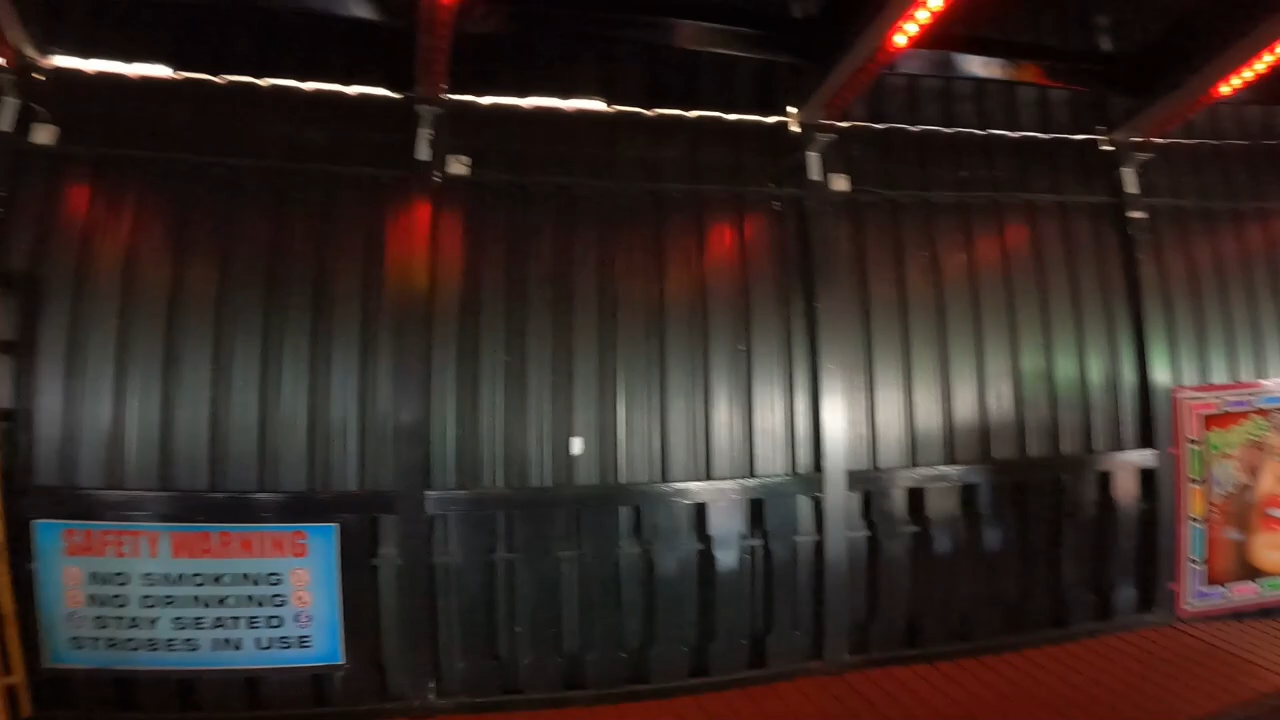 SAFETY WARNING
NO SMOKING
NO DRINKING
STAY SEATED
STROBES IN USE